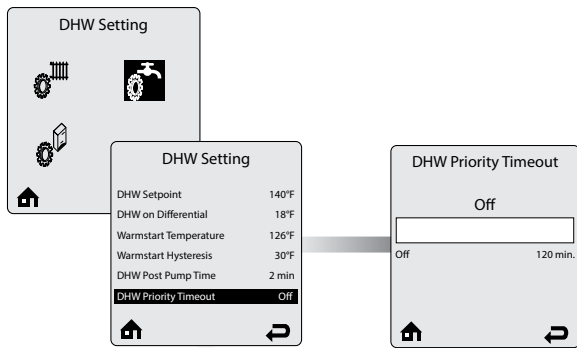 DHW Setting
DHW Setting
DHW Setpoint 140°F
DHW on Differential 18°F
Warmstart Temperature 126°F
Warmstart Hysteresis 30°F
DHW Post Pump Time 2 min
DHW Priority Timeout Off
DHW Priority Timeout
Off
Off 120 min.